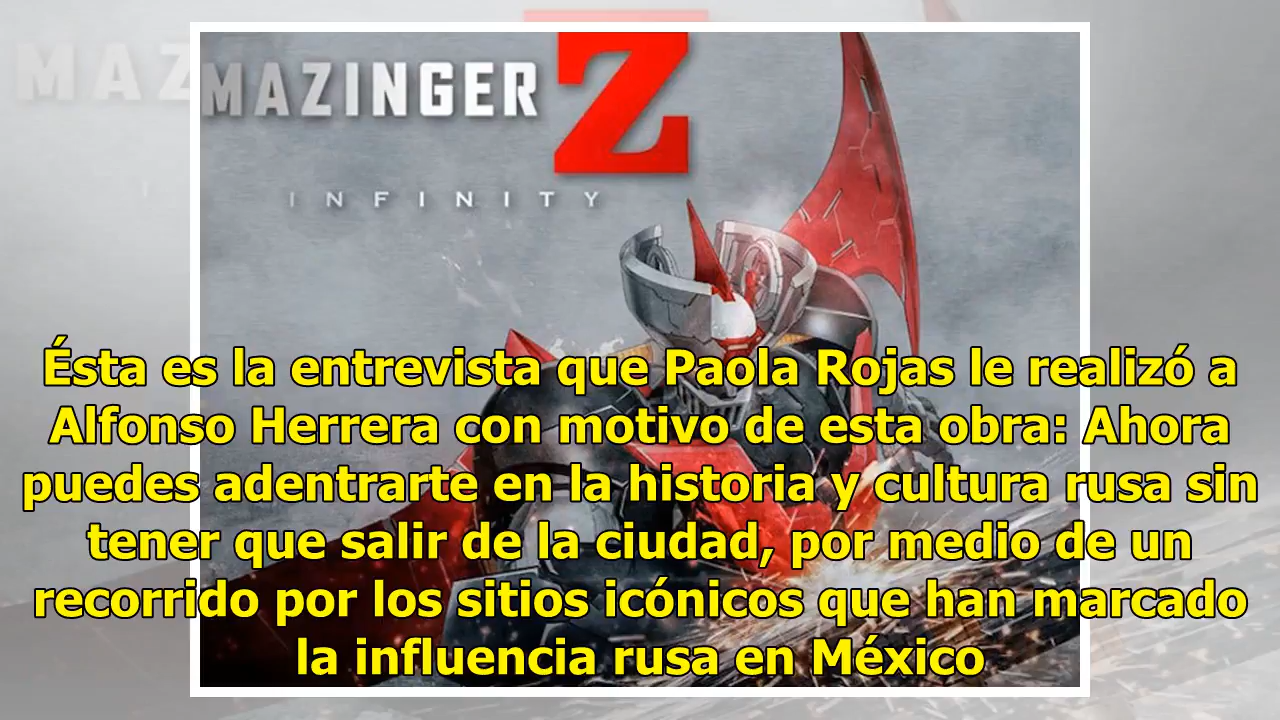 MAZ
MAZINGER Z
INFINITY
Ésta es la entrevista que Paola Rojas le realizó a
Alfonso Herrera con motivo de esta obra: Ahora
puedes adentrarte en la historia y cultura rusa sin
tener que salir de la ciudad, por medio de un
recorrido por los sitios icónicos que han marcado
la influencia rusa en México